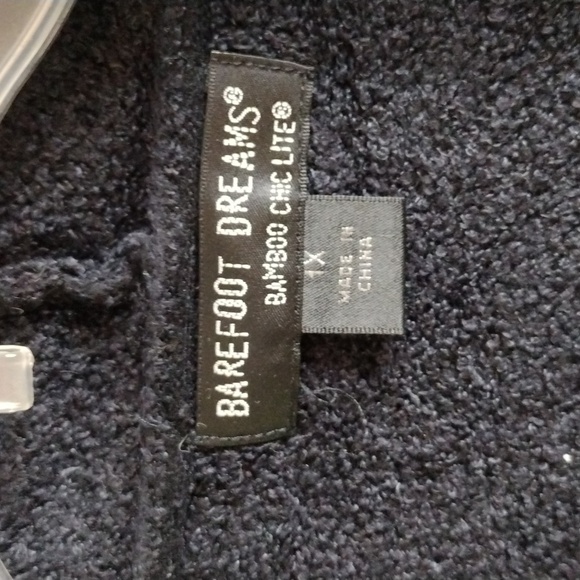 BAREFOOT DREAMS®
BAMBOO CHIC LITE®
1X
MADE IN
CHINA